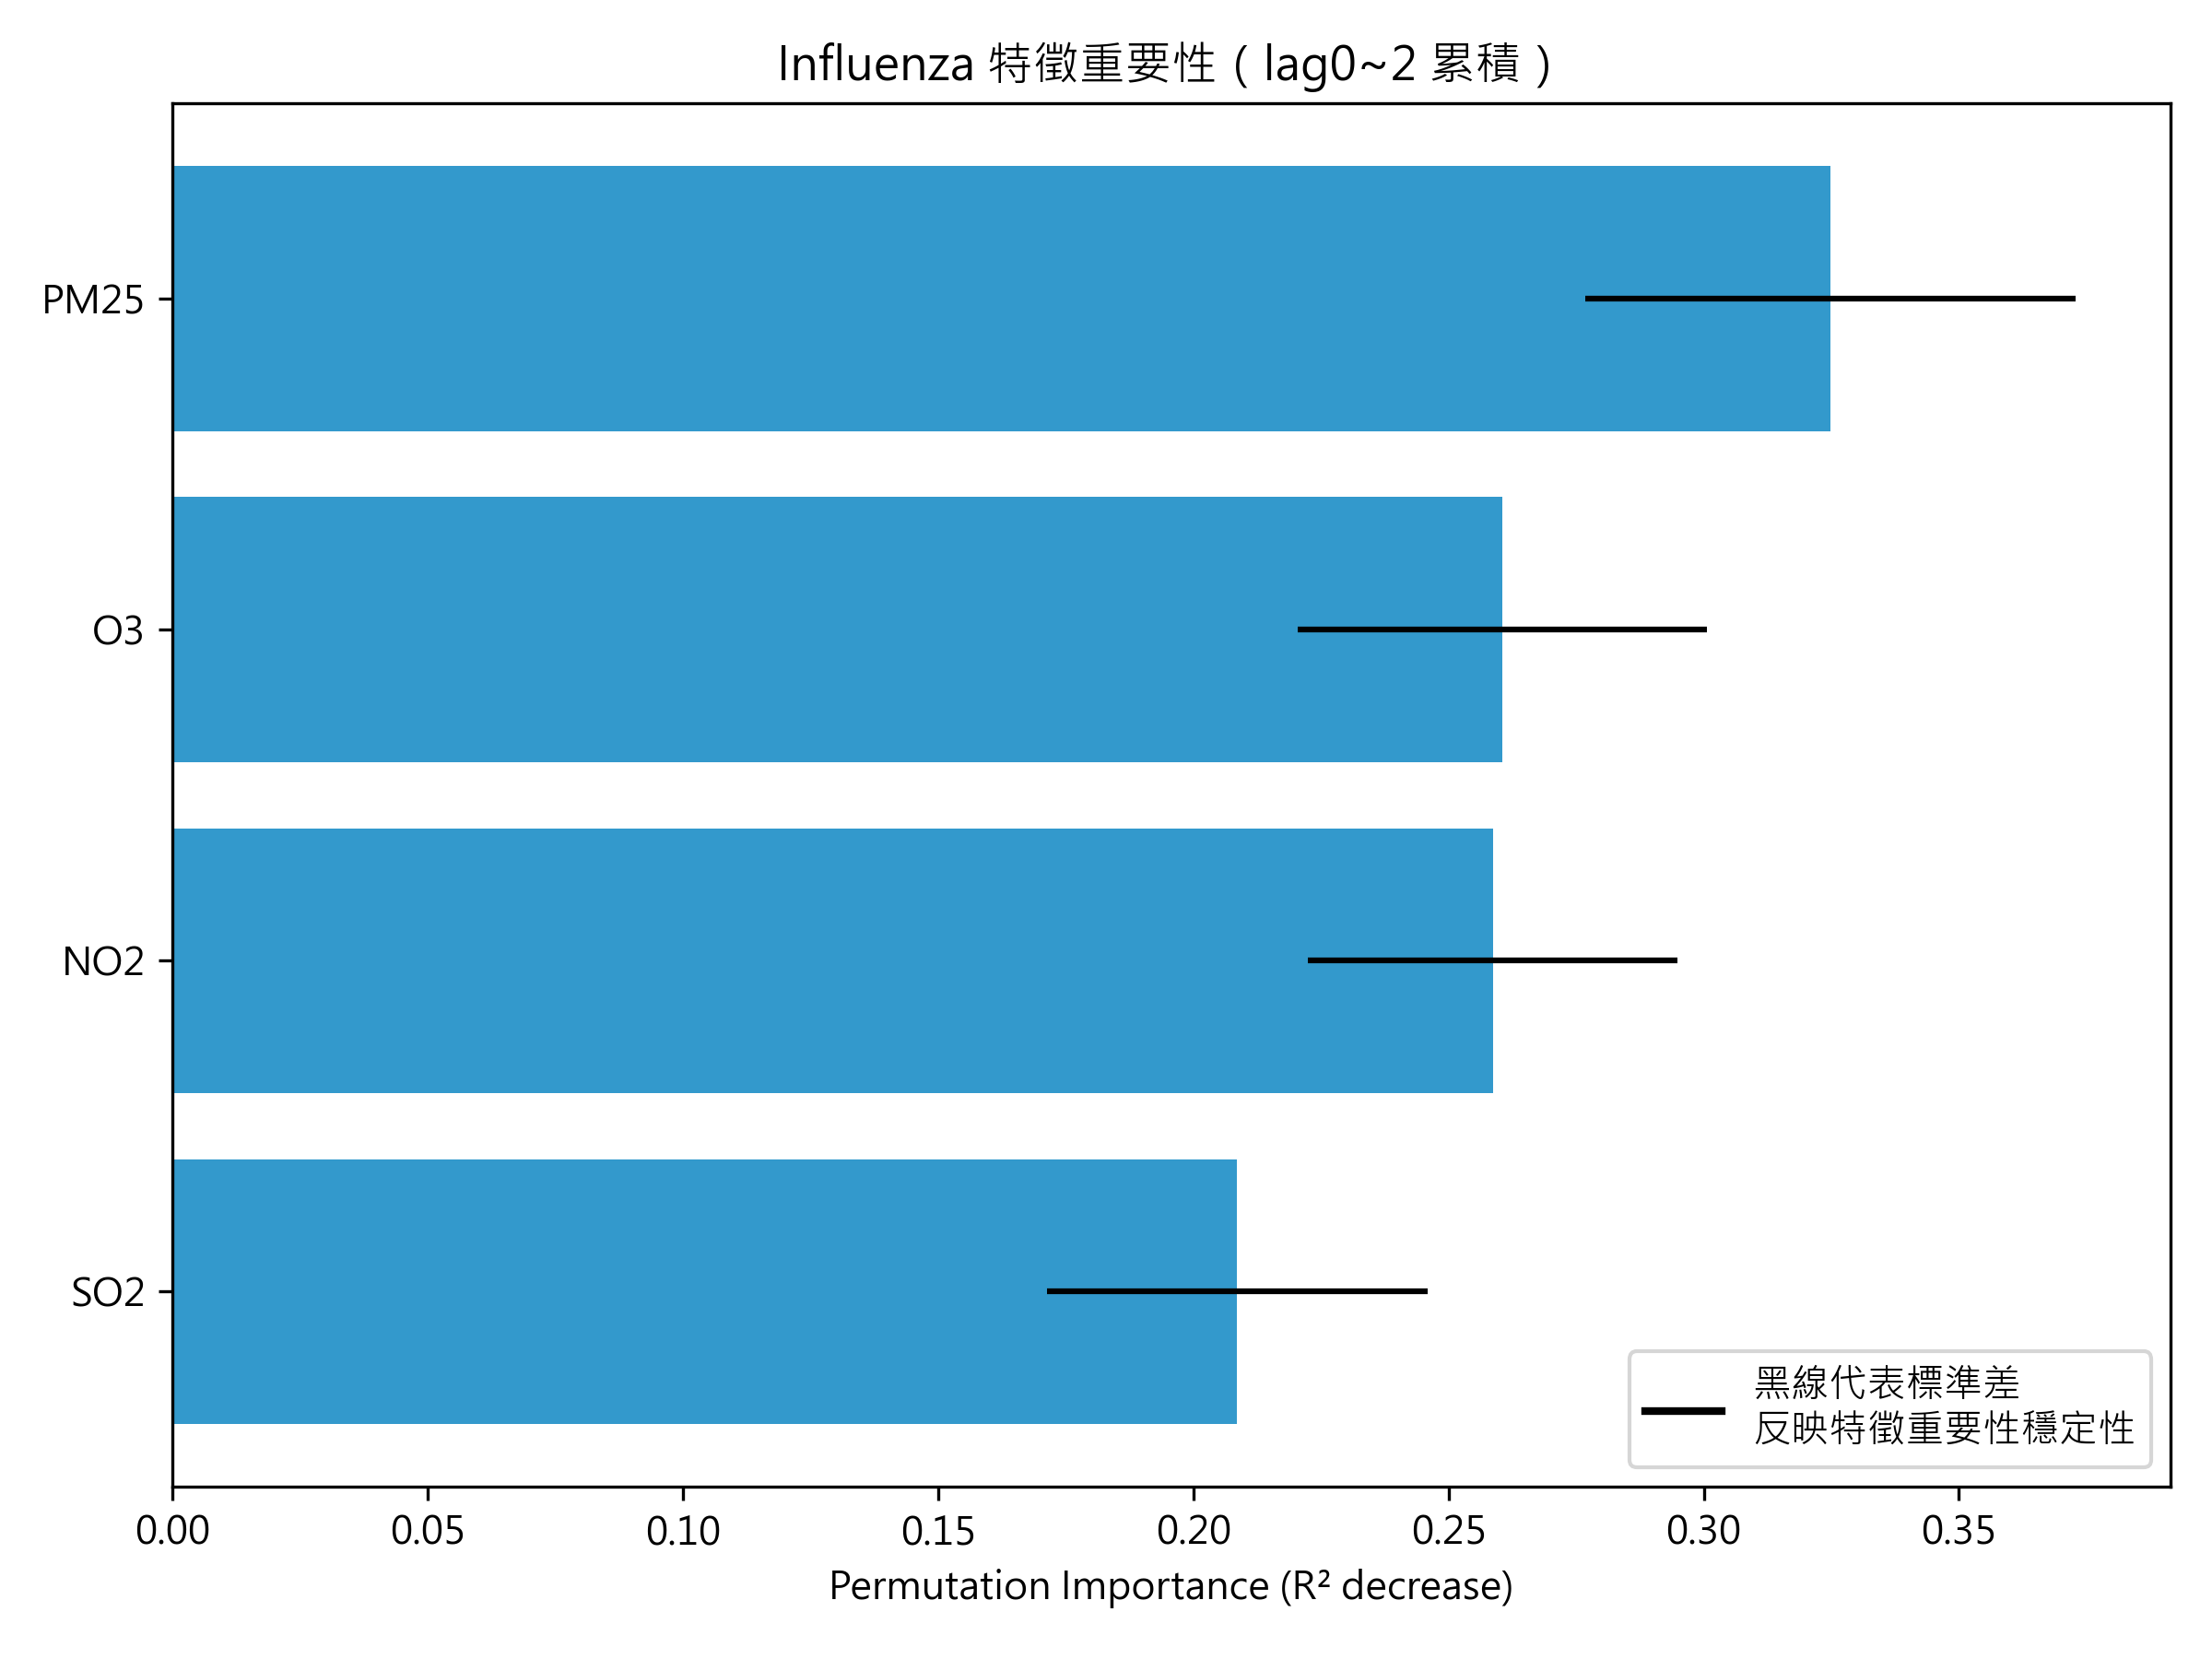 Influenza 特徵重要性（lag0~2 累積）
PM25
O3
NO2
SO2
黑線代表標準差
反映特徵重要性穩定性
0.00 0.05 0.10 0.15 0.20 0.25 0.30 0.35
Permutation Importance (R² decrease)